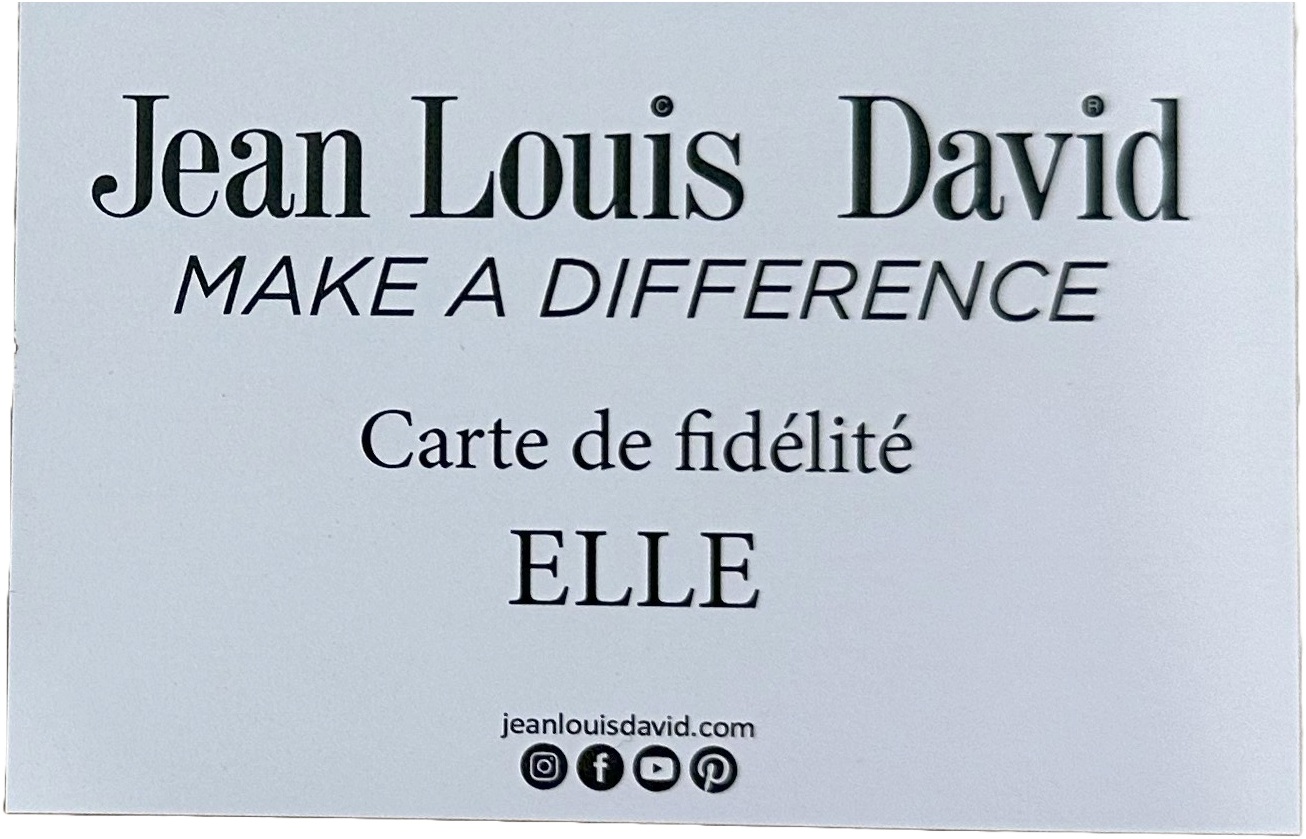 Jean Louis David
MAKE A DIFFERENCE
Carte de fidélité
ELLE
jeanlouisdavid.com